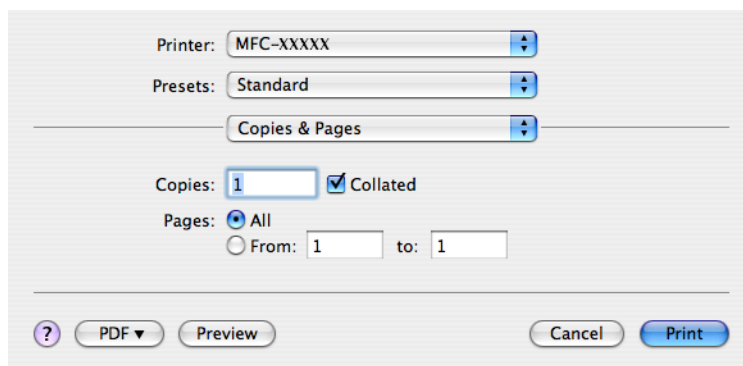 Printer: MFC-XXXXX
Presets: Standard
Copies & Pages
Copies: 1 Collated
Pages: All
From: 1 to: 1
? PDF ▼ Preview Cancel Print